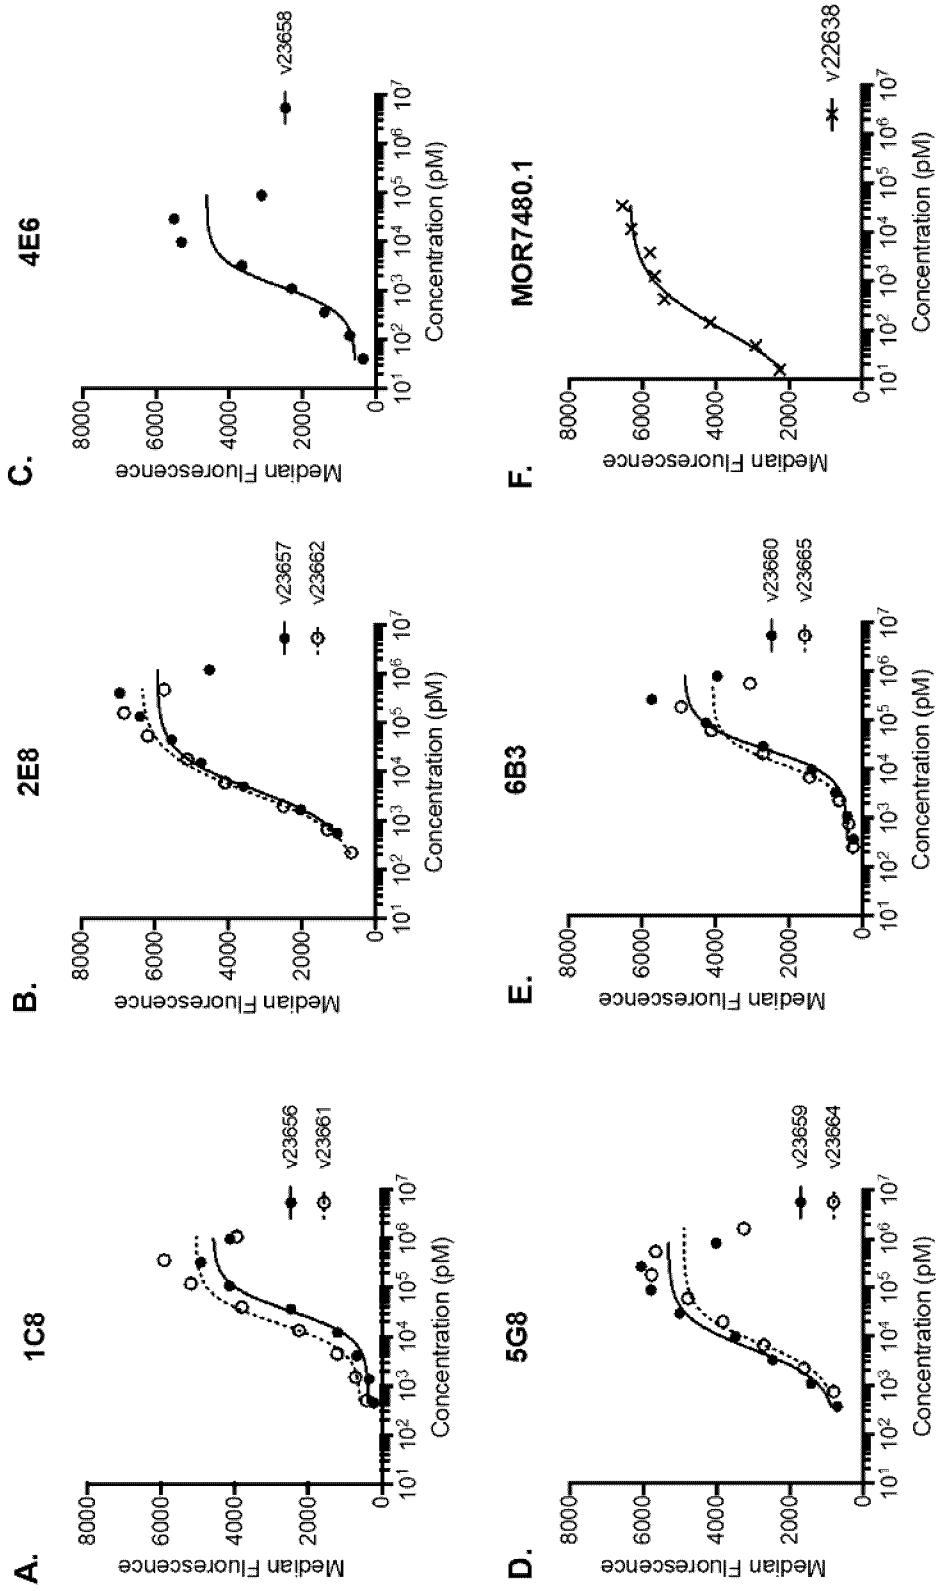 A.
1C8
Median Fluorescence
8000
6000
4000
2000
0
10¹ 10² 10³ 10⁴ 10⁵ 10⁶ 10⁷
Concentration (pM)
v23656
v23661
B.
2E8
Median Fluorescence
8000
6000
4000
2000
0
10¹ 10² 10³ 10⁴ 10⁵ 10⁶ 10⁷
Concentration (pM)
v23657
v23662
C.
4E6
Median Fluorescence
8000
6000
4000
2000
0
10¹ 10² 10³ 10⁴ 10⁵ 10⁶ 10⁷
Concentration (pM)
v23658
D.
5G8
Median Fluorescence
8000
6000
4000
2000
0
10¹ 10² 10³ 10⁴ 10⁵ 10⁶ 10⁷
Concentration (pM)
v23659
v23664
E.
6B3
Median Fluorescence
8000
6000
4000
2000
0
10¹ 10² 10³ 10⁴ 10⁵ 10⁶ 10⁷
Concentration (pM)
v23660
v23665
F.
MOR7480.1
Median Fluorescence
8000
6000
4000
2000
0
10¹ 10² 10³ 10⁴ 10⁵ 10⁶ 10⁷
Concentration (pM)
v22638